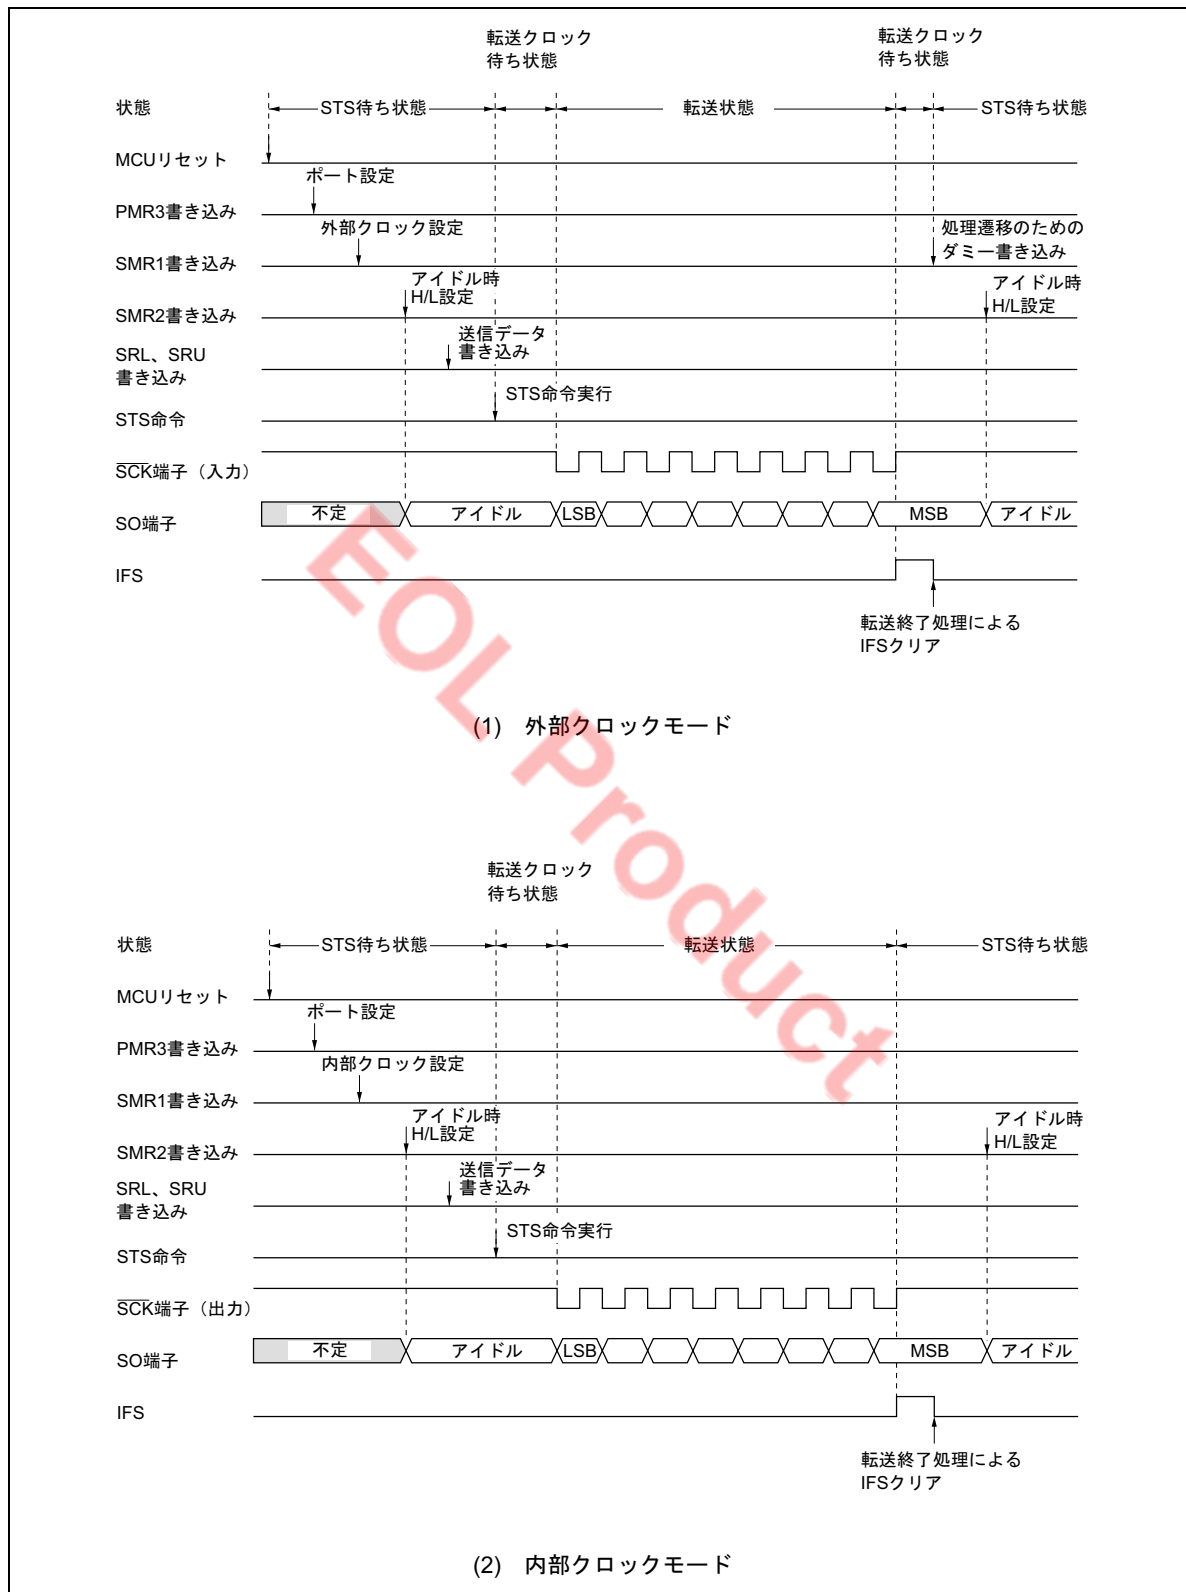 転送クロック
待ち状態
転送クロック
待ち状態
状態
STS待ち状態
転送状態
STS待ち状態
MCUリセット
ポート設定
PMR3書き込み
外部クロック設定
処理遷移のための
ダミー書き込み
SMR1書き込み
アイドル時
H/L設定
アイドル時
H/L設定
SMR2書き込み
送信データ
書き込み
SRL、SRU
書き込み
STS命令実行
STS命令
SCK端子（入力）
SO端子
不定
アイドル
LSB
MSB
アイドル
IFS
転送終了処理による
IFSクリア
(1) 外部クロックモード
転送クロック
待ち状態
状態
STS待ち状態
転送状態
STS待ち状態
MCUリセット
ポート設定
PMR3書き込み
内部クロック設定
SMR1書き込み
アイドル時
H/L設定
アイドル時
H/L設定
SMR2書き込み
送信データ
書き込み
SRL、SRU
書き込み
STS命令実行
STS命令
SCK端子（出力）
SO端子
不定
アイドル
LSB
MSB
アイドル
IFS
転送終了処理による
IFSクリア
(2) 内部クロックモード
EOL Product